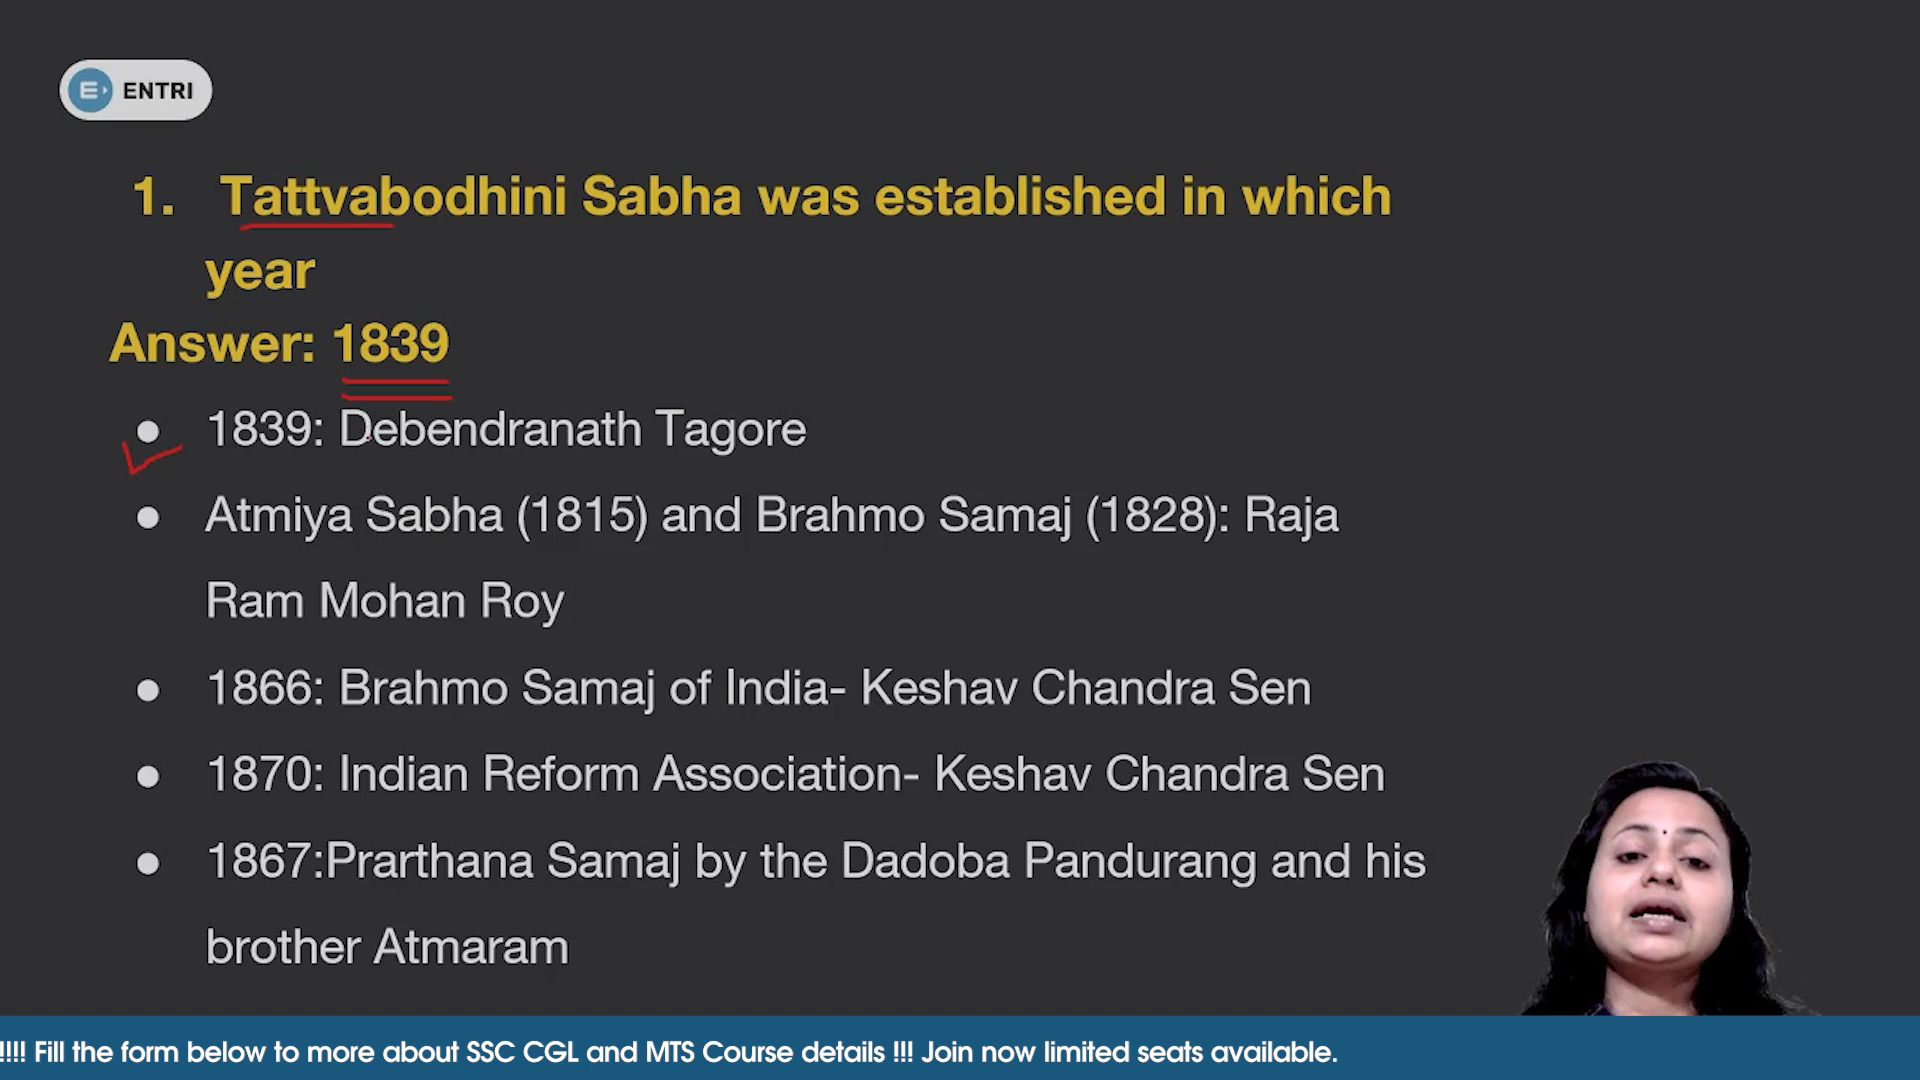 ENTRI
1. Tattvabodhini Sabha was established in which
year
Answer: 1839
● 1839: Debendranath Tagore
● Atmiya Sabha (1815) and Brahmo Samaj (1828): Raja
Ram Mohan Roy
● 1866: Brahmo Samaj of India- Keshav Chandra Sen
● 1870: Indian Reform Association- Keshav Chandra Sen
● 1867:Prarthana Samaj by the Dadoba Pandurang and his
brother Atmaram
!!!! Fill the form below to more about SSC CGL and MTS Course details !!! Join now limited seats available.